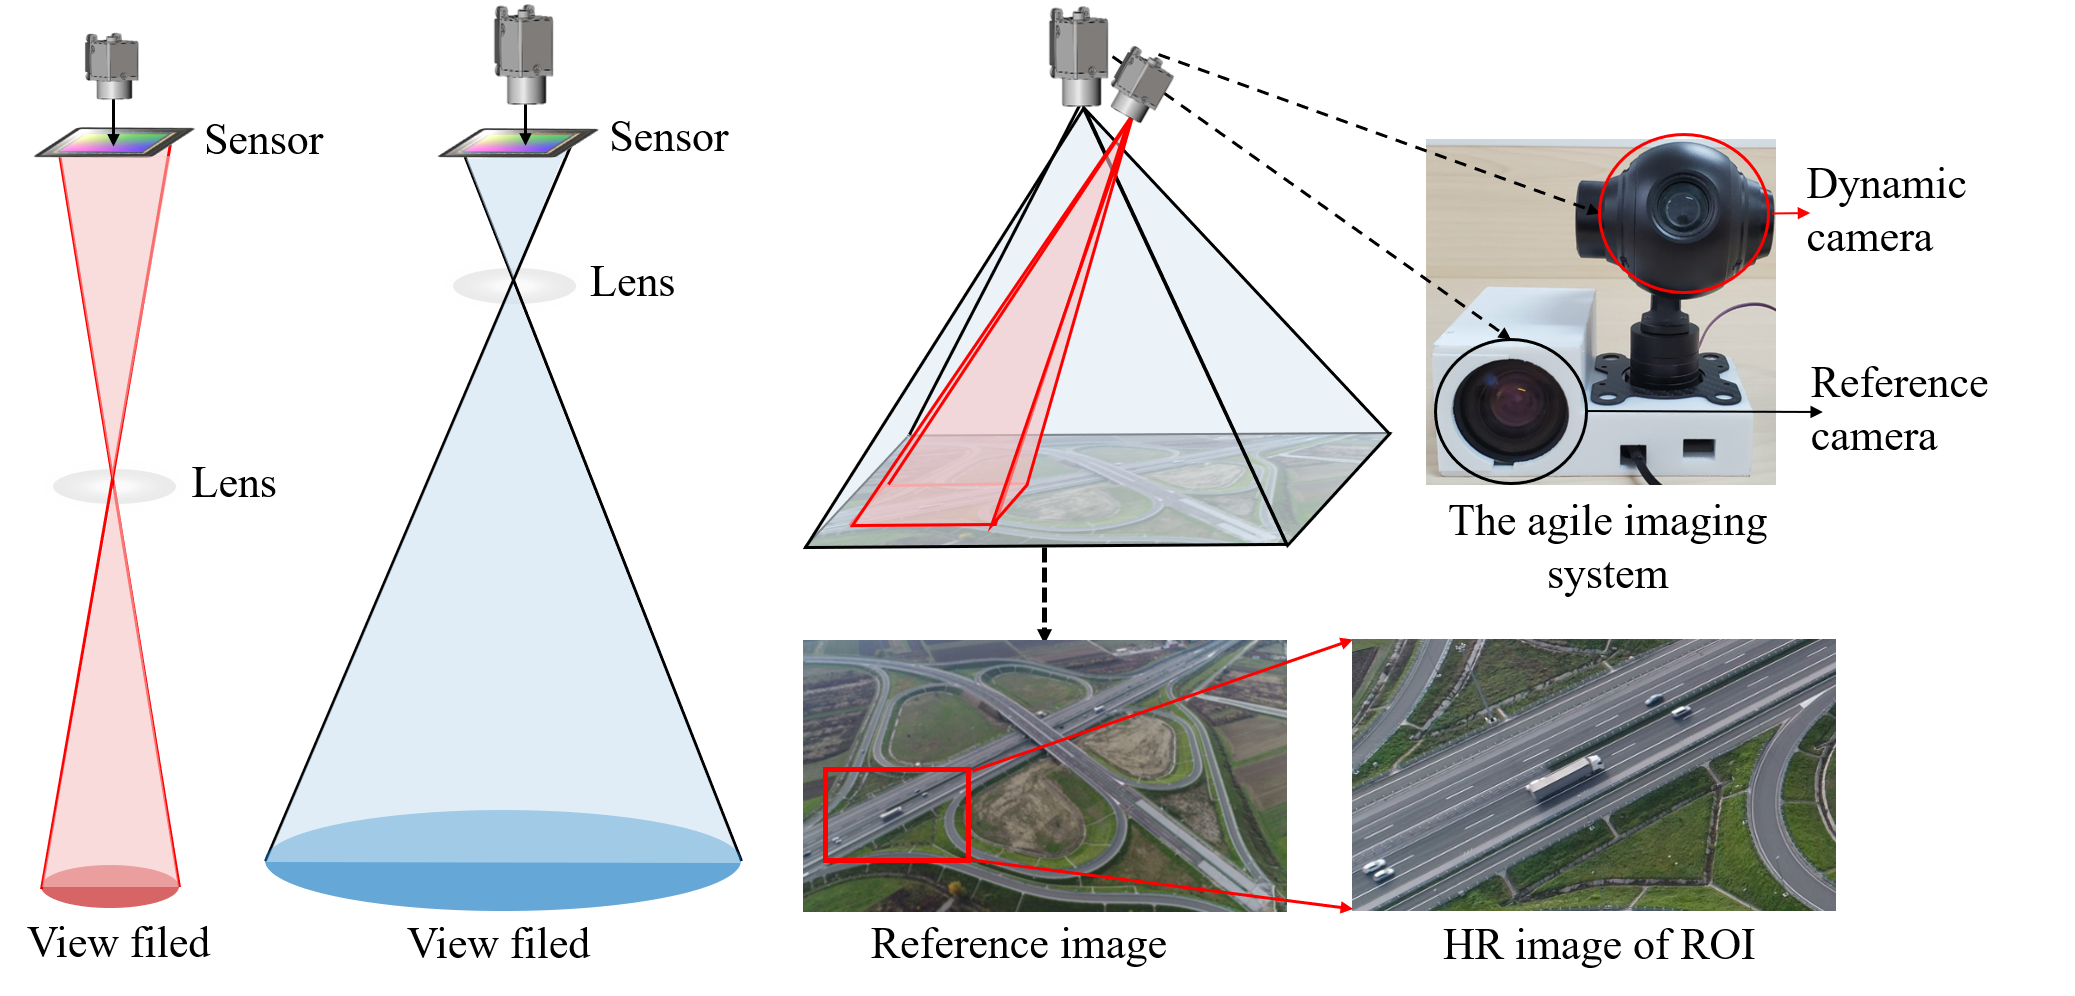 Sensor
Lens
View filed
Sensor
Lens
View filed
Dynamic
camera
Reference
camera
The agile imaging
system
Reference image
HR image of ROI